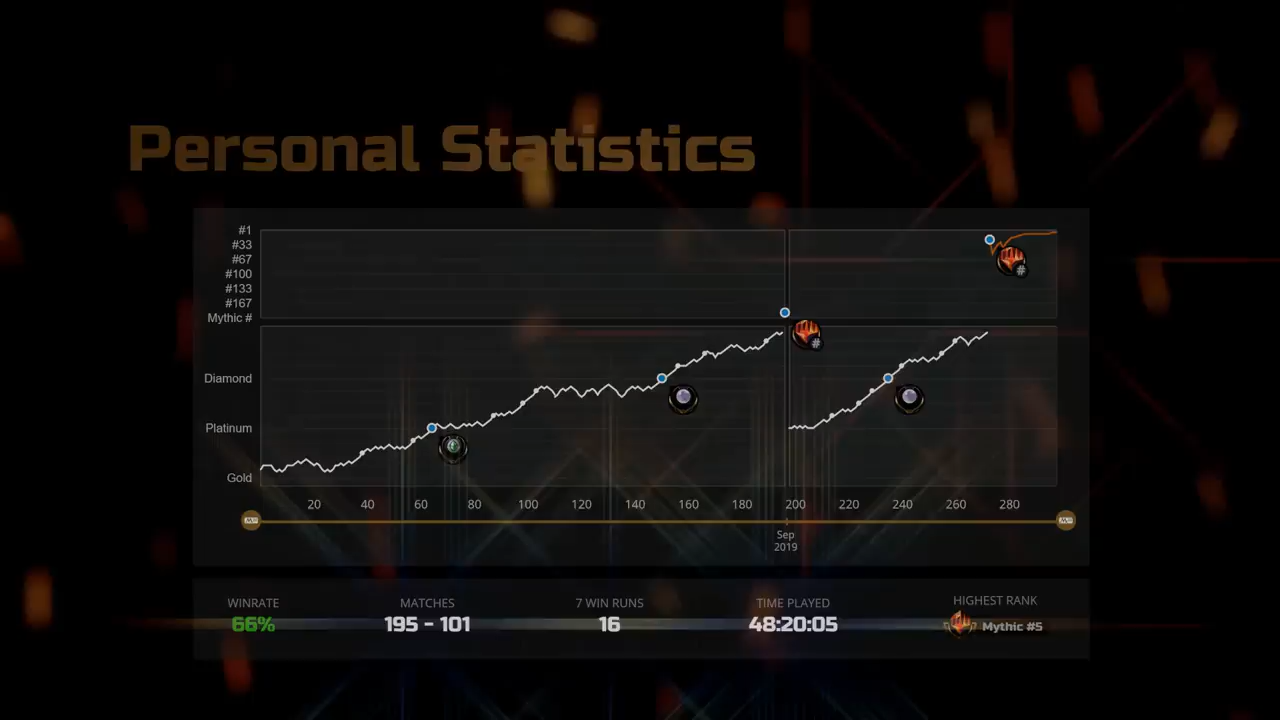 Personal Statistics
#1
#33
#67
#100
#133
#167
Mythic #
#
#
Diamond
Platinum
Gold
20 40 60 80 100 120 140 160 180 200 220 240 260 280
Sep
2019
WINRATE MATCHES 7 WIN RUNS TIME PLAYED HIGHEST RANK
66% 195 - 101 16 48:20:05 Mythic #5